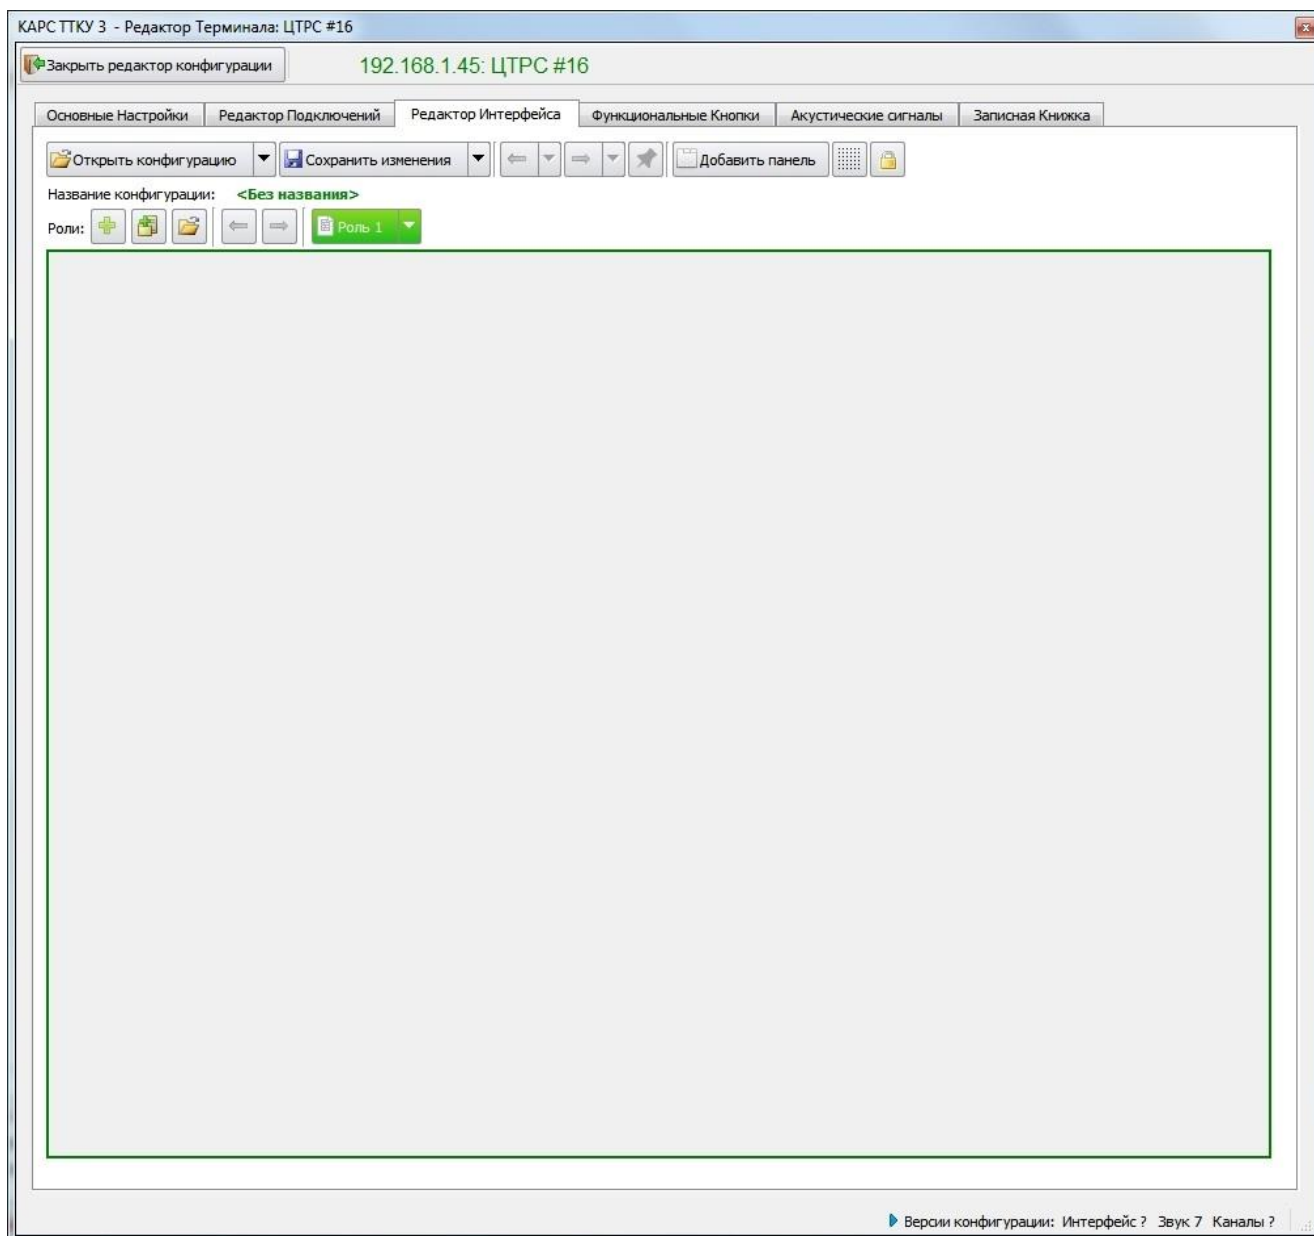 КАРС ТТКУ 3 - Редактор Терминала: ЦТРС #16
Закрыть редактор конфигурации 192.168.1.45: ЦТРС #16
Основные Настройки Редактор Подключений Редактор Интерфейса Функциональные Кнопки Акустические сигналы Записная Книжка
Открыть конфигурацию Сохранить изменения Добавить панель
Название конфигурации: <Без названия>
Роли: Роль 1
Версии конфигурации: Интерфейс ? Звук 7 Каналы ?